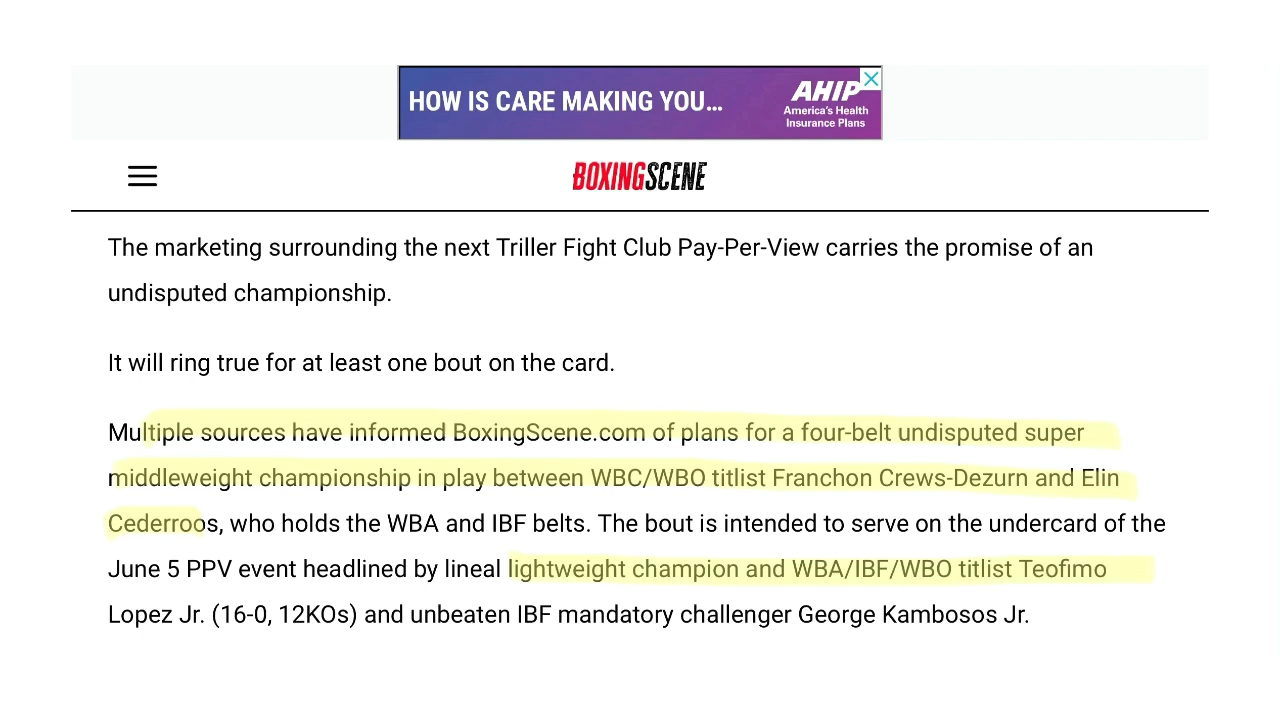 HOW IS CARE MAKING YOU...
AHIP
America's Health
Insurance Plans
BOXINGSCENE
The marketing surrounding the next Triller Fight Club Pay-Per-View carries the promise of an
undisputed championship.
It will ring true for at least one bout on the card.
Multiple sources have informed BoxingScene.com of plans for a four-belt undisputed super
middleweight championship in play between WBC/WBO titlist Franchon Crews-Dezurn and Elin
Cederroos, who holds the WBA and IBF belts. The bout is intended to serve on the undercard of the
June 5 PPV event headlined by lineal lightweight champion and WBA/IBF/WBO titlist Teofimo
Lopez Jr. (16-0, 12KOs) and unbeaten IBF mandatory challenger George Kambosos Jr.